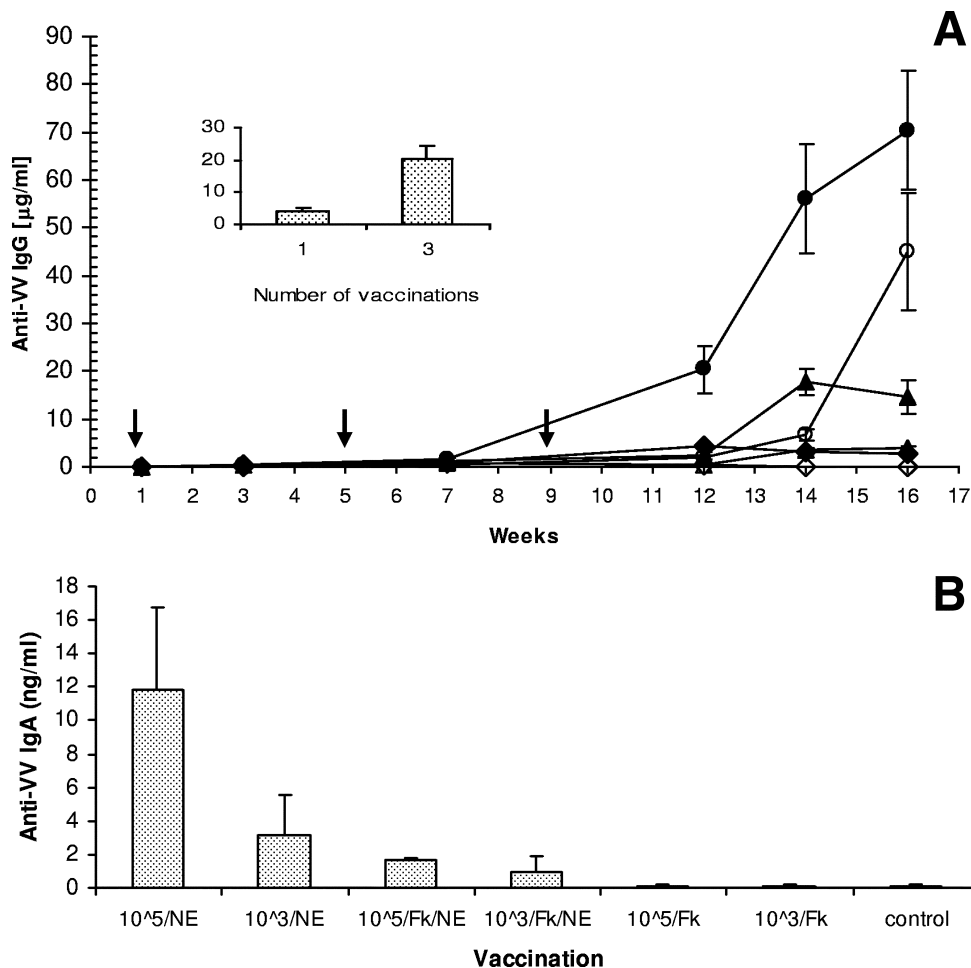 A
Anti-VV IgG [µg/ml]
90
80
70
60
50
40
30
20
10
0
30
20
10
0
1 3
Number of vaccinations
0 1 2 3 4 5 6 7 8 9 10 11 12 13 14 15 16 17
Weeks
B
Anti-VV IgA (ng/ml)
18
16
14
12
10
8
6
4
2
0
10^5/NE 10^3/NE 10^5/Fk/NE 10^3/Fk/NE 10^5/Fk 10^3/Fk control
Vaccination